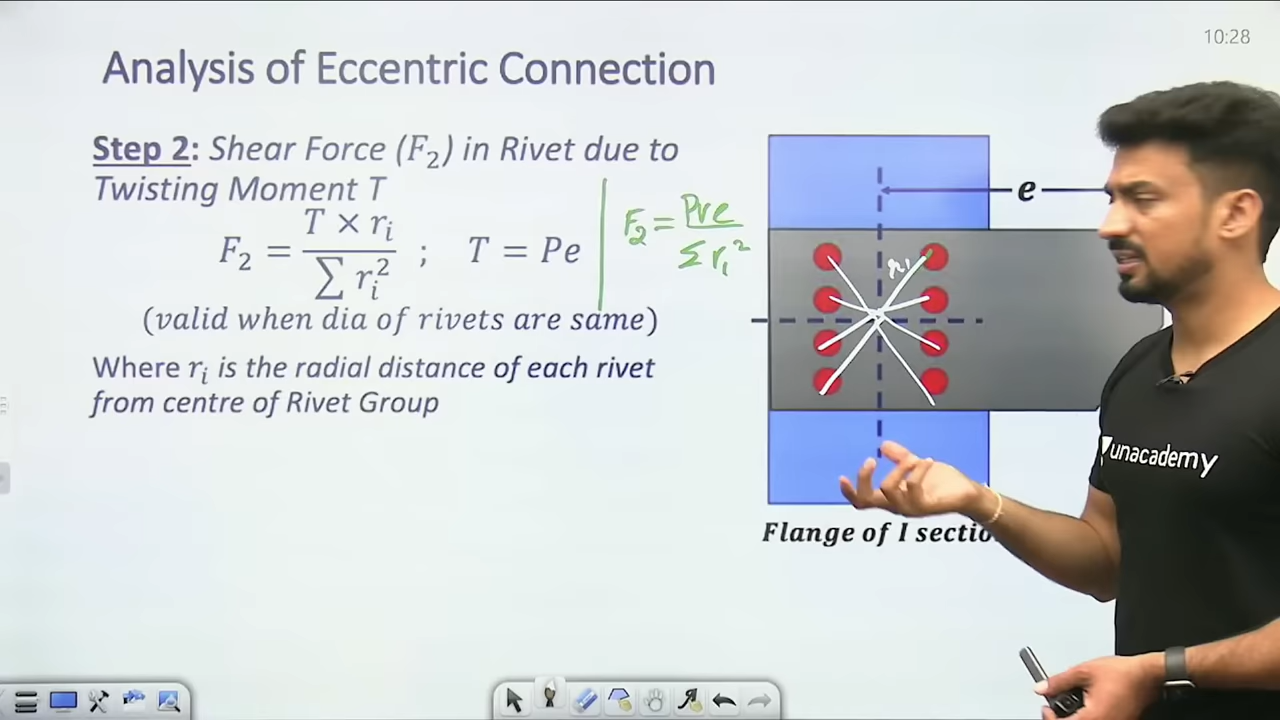 10:28
Analysis of Eccentric Connection
Step 2: Shear Force (F₂) in Rivet due to
Twisting Moment T
F₂ = T × rᵢ / ∑ rᵢ² ; T = Pe
(valid when dia of rivets are same)
Where rᵢ is the radial distance of each rivet
from centre of Rivet Group
F₂ = Pre / Σ r₁²
e
r₁
Flange of I sectio
unacademy